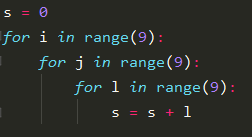 s = 0
for i in range(9):
    for j in range(9):
        for l in range(9):
            s = s + l